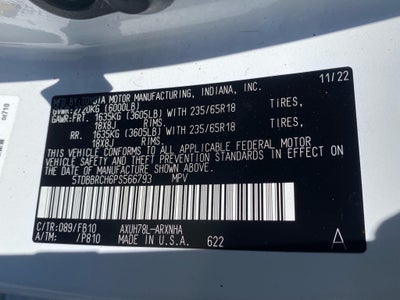 MFD BY: TOYOTA MOTOR MANUFACTURING, INDIANA, INC. 11/22
GVWR: 2720KG (6000LB)
GAWR:FRT. 1635KG (3605LB) WITH 235/65R18 TIRES,
18X8J RIMS.
RR. 1635KG (3605LB) WITH 235/65R18 TIRES,
18X8J RIMS.
THIS VEHICLE CONFORMS TO ALL APPLICABLE FEDERAL MOTOR
VEHICLE SAFETY AND THEFT PREVENTION STANDARDS IN EFFECT ON
THE DATE OF MANUFACTURE SHOWN ABOVE.
5TDBBRCH6PS566793 MPV
C/TR:089/FB10 AXUH78L-ARXNHA
A/TM: /P810 MADE IN U.S.A. 622 A